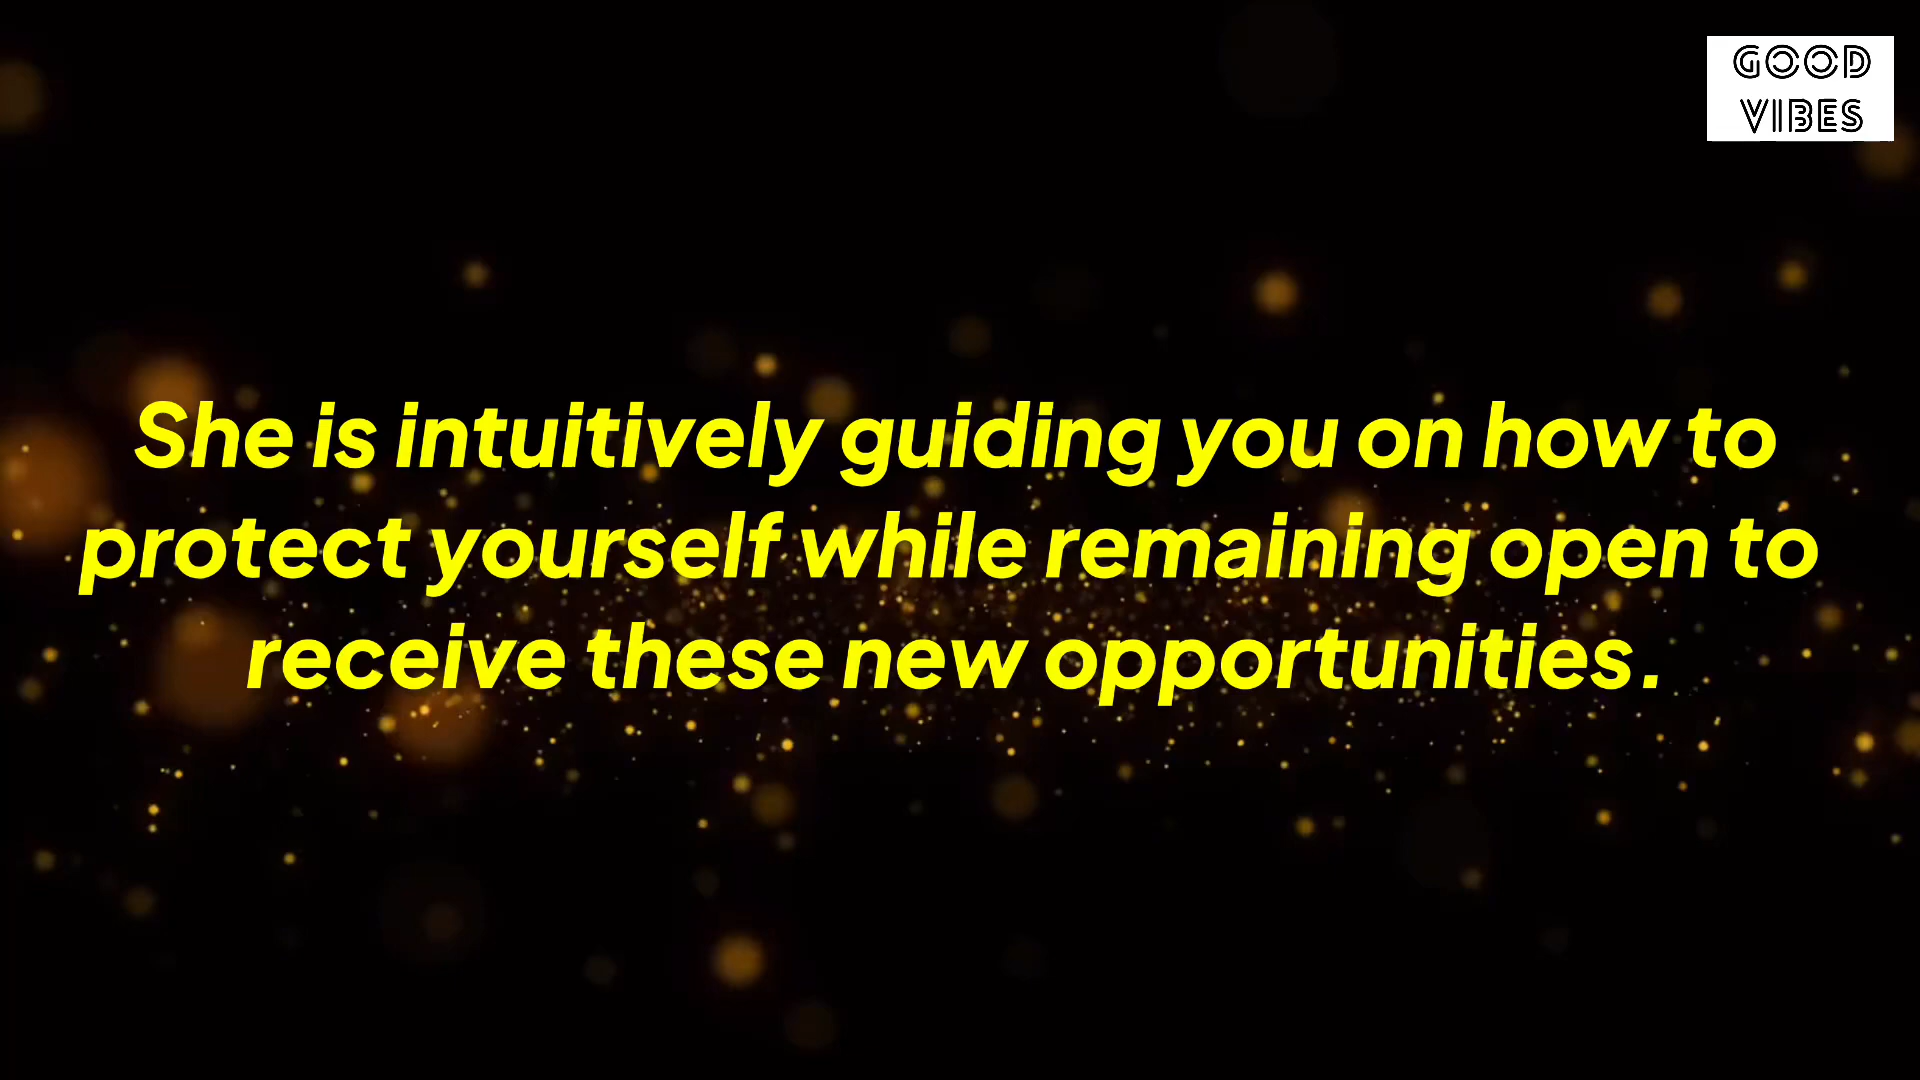 GOOD
VIBES
She is intuitively guiding you on how to
protect yourself while remaining open to
receive these new opportunities.